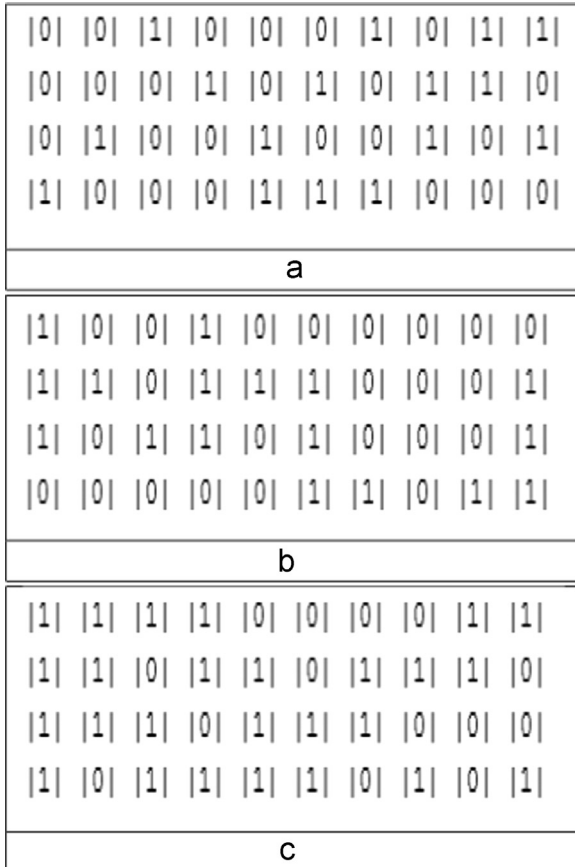 |0| |0| |1| |0| |0| |0| |1| |0| |1| |1|
|0| |0| |0| |1| |0| |1| |0| |1| |1| |0|
|0| |1| |0| |0| |1| |0| |0| |1| |0| |1|
|1| |0| |0| |0| |1| |1| |1| |0| |0| |0|
a
|1| |0| |0| |1| |0| |0| |0| |0| |0| |0|
|1| |1| |0| |1| |1| |1| |0| |0| |0| |1|
|1| |0| |1| |1| |0| |1| |0| |0| |0| |1|
|0| |0| |0| |0| |0| |1| |1| |0| |1| |1|
b
|1| |1| |1| |1| |0| |0| |0| |0| |1| |1|
|1| |1| |0| |1| |1| |0| |1| |1| |1| |0|
|1| |1| |1| |0| |1| |1| |1| |0| |0| |0|
|1| |0| |1| |1| |1| |1| |0| |1| |0| |1|
c